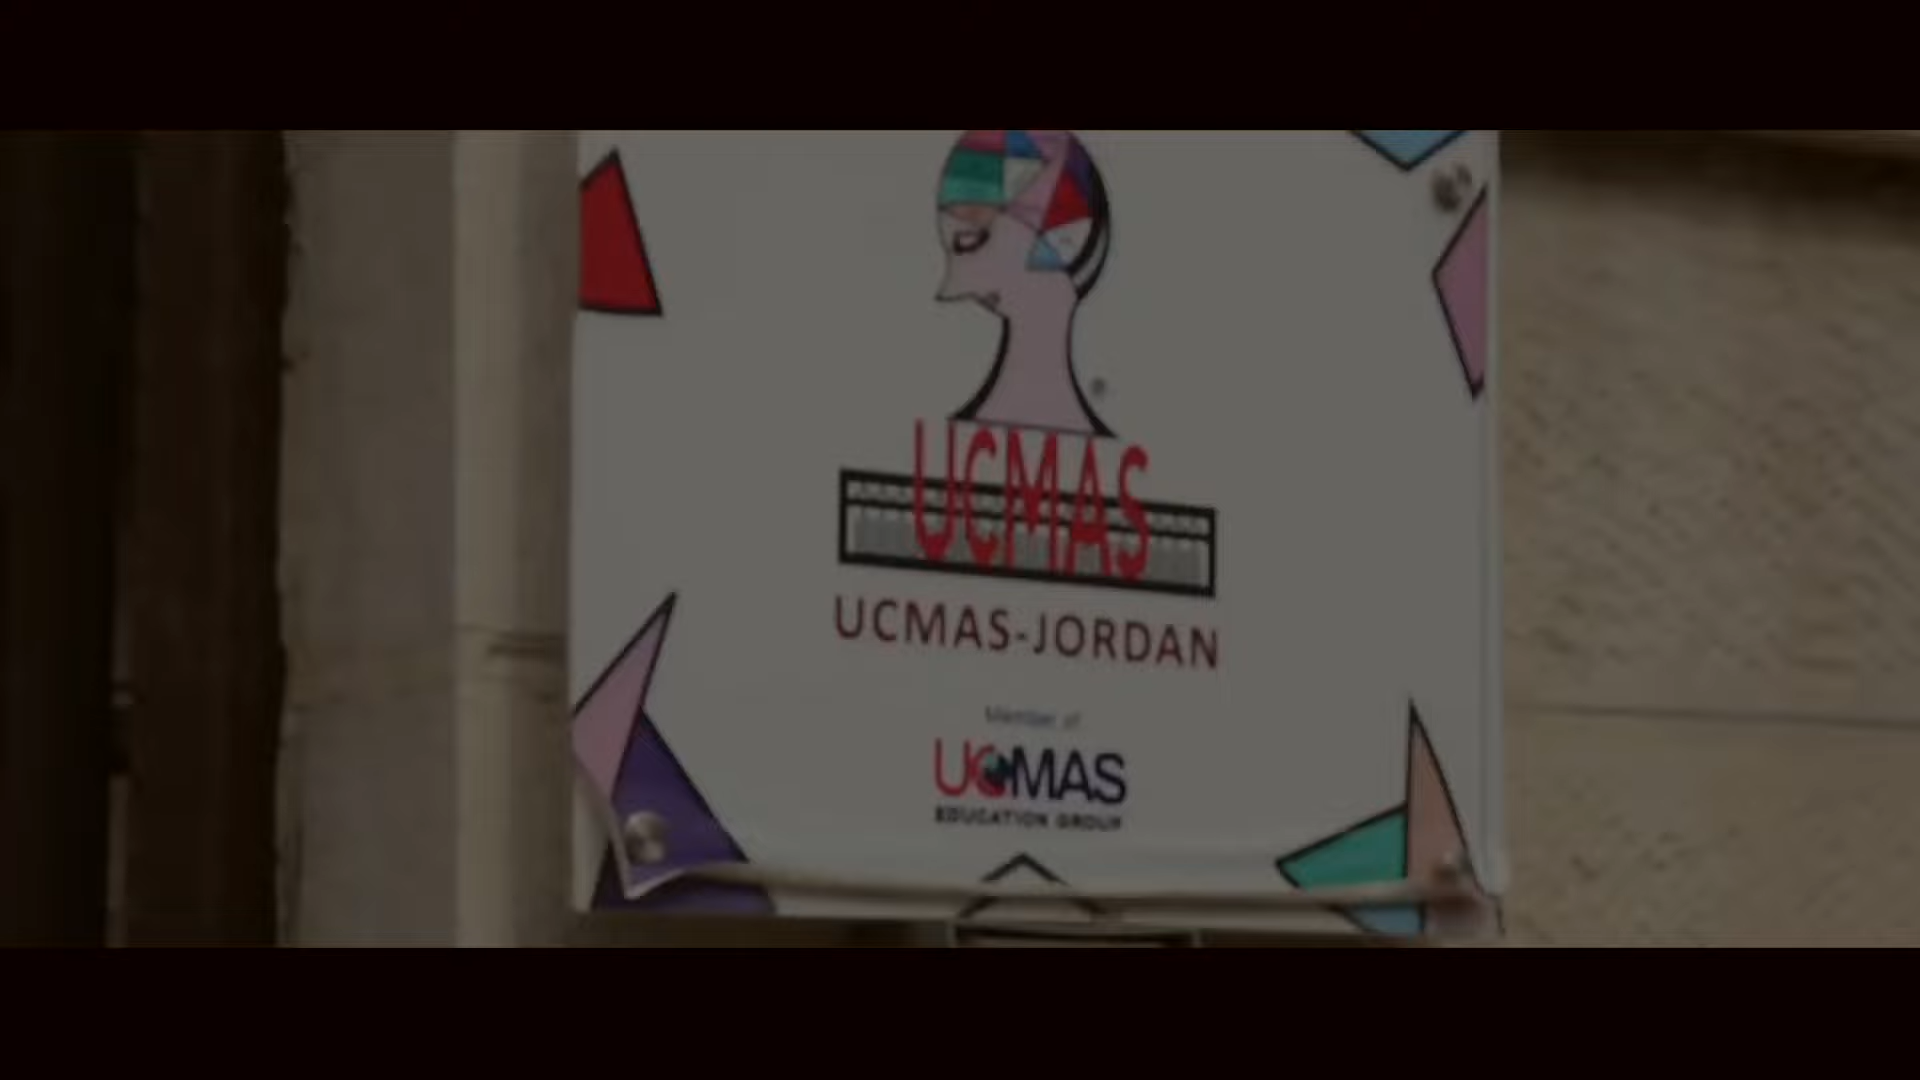 ®
UCMAS
UCMAS-JORDAN
Member of
UCMAS
EDUCATION GROUP